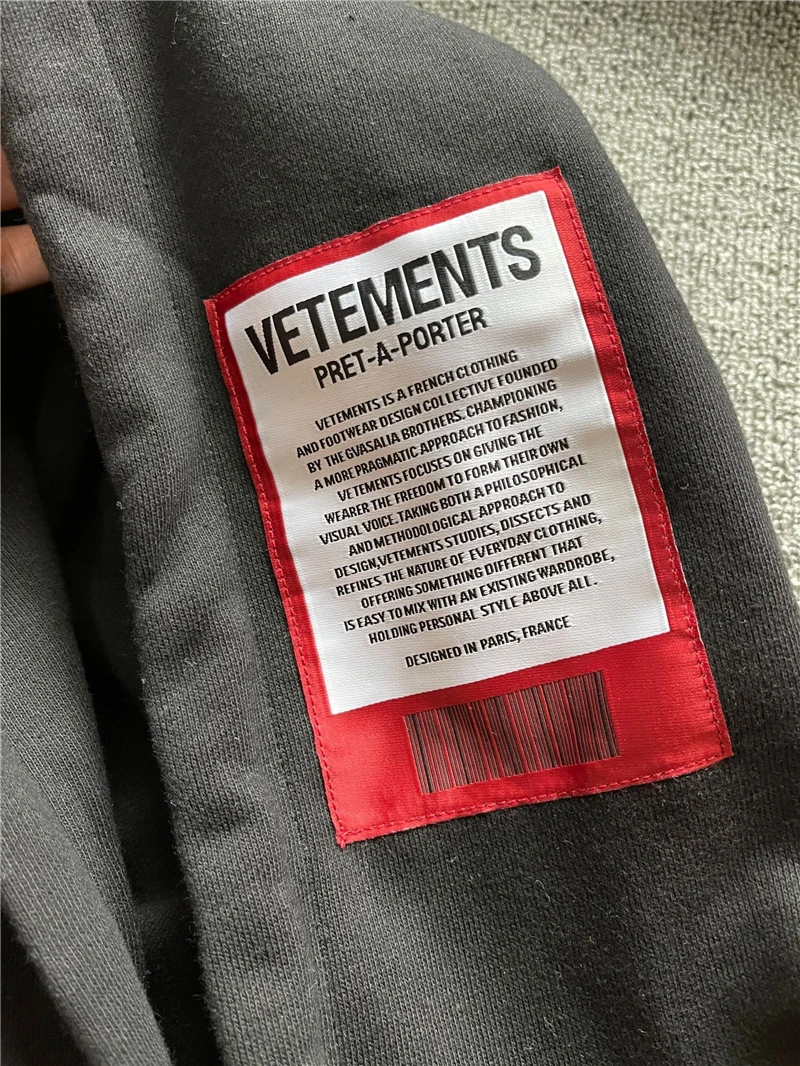 VETEMENTS
PRET-A-PORTER
VETEMENTS IS A FRENCH CLOTHING
AND FOOTWEAR DESIGN COLLECTIVE FOUNDED
BY THE GVASALIA BROTHERS. CHAMPIONING
A MORE PRAGMATIC APPROACH TO FASHION,
VETEMENTS FOCUSES ON GIVING THE
WEARER THE FREEDOM TO FORM THEIR OWN
VISUAL VOICE.TAKING BOTH A PHILOSOPHICAL
AND METHODOLOGICAL APPROACH TO
DESIGN,VETEMENTS STUDIES, DISSECTS AND
REFINES THE NATURE OF EVERYDAY CLOTHING,
OFFERING SOMETHING DIFFERENT THAT
IS EASY TO MIX WITH AN EXISTING WARDROBE,
HOLDING PERSONAL STYLE ABOVE ALL.
DESIGNED IN PARIS, FRANCE